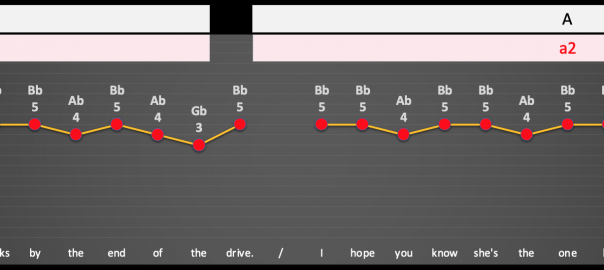 A
a2
Bb Ab Bb Ab Gb Bb Bb Bb Ab Bb Bb Ab Bb
5 4 5 4 3 5 5 5 4 5 5 4 5
ks by the end of the drive. / I hope you know she's the one